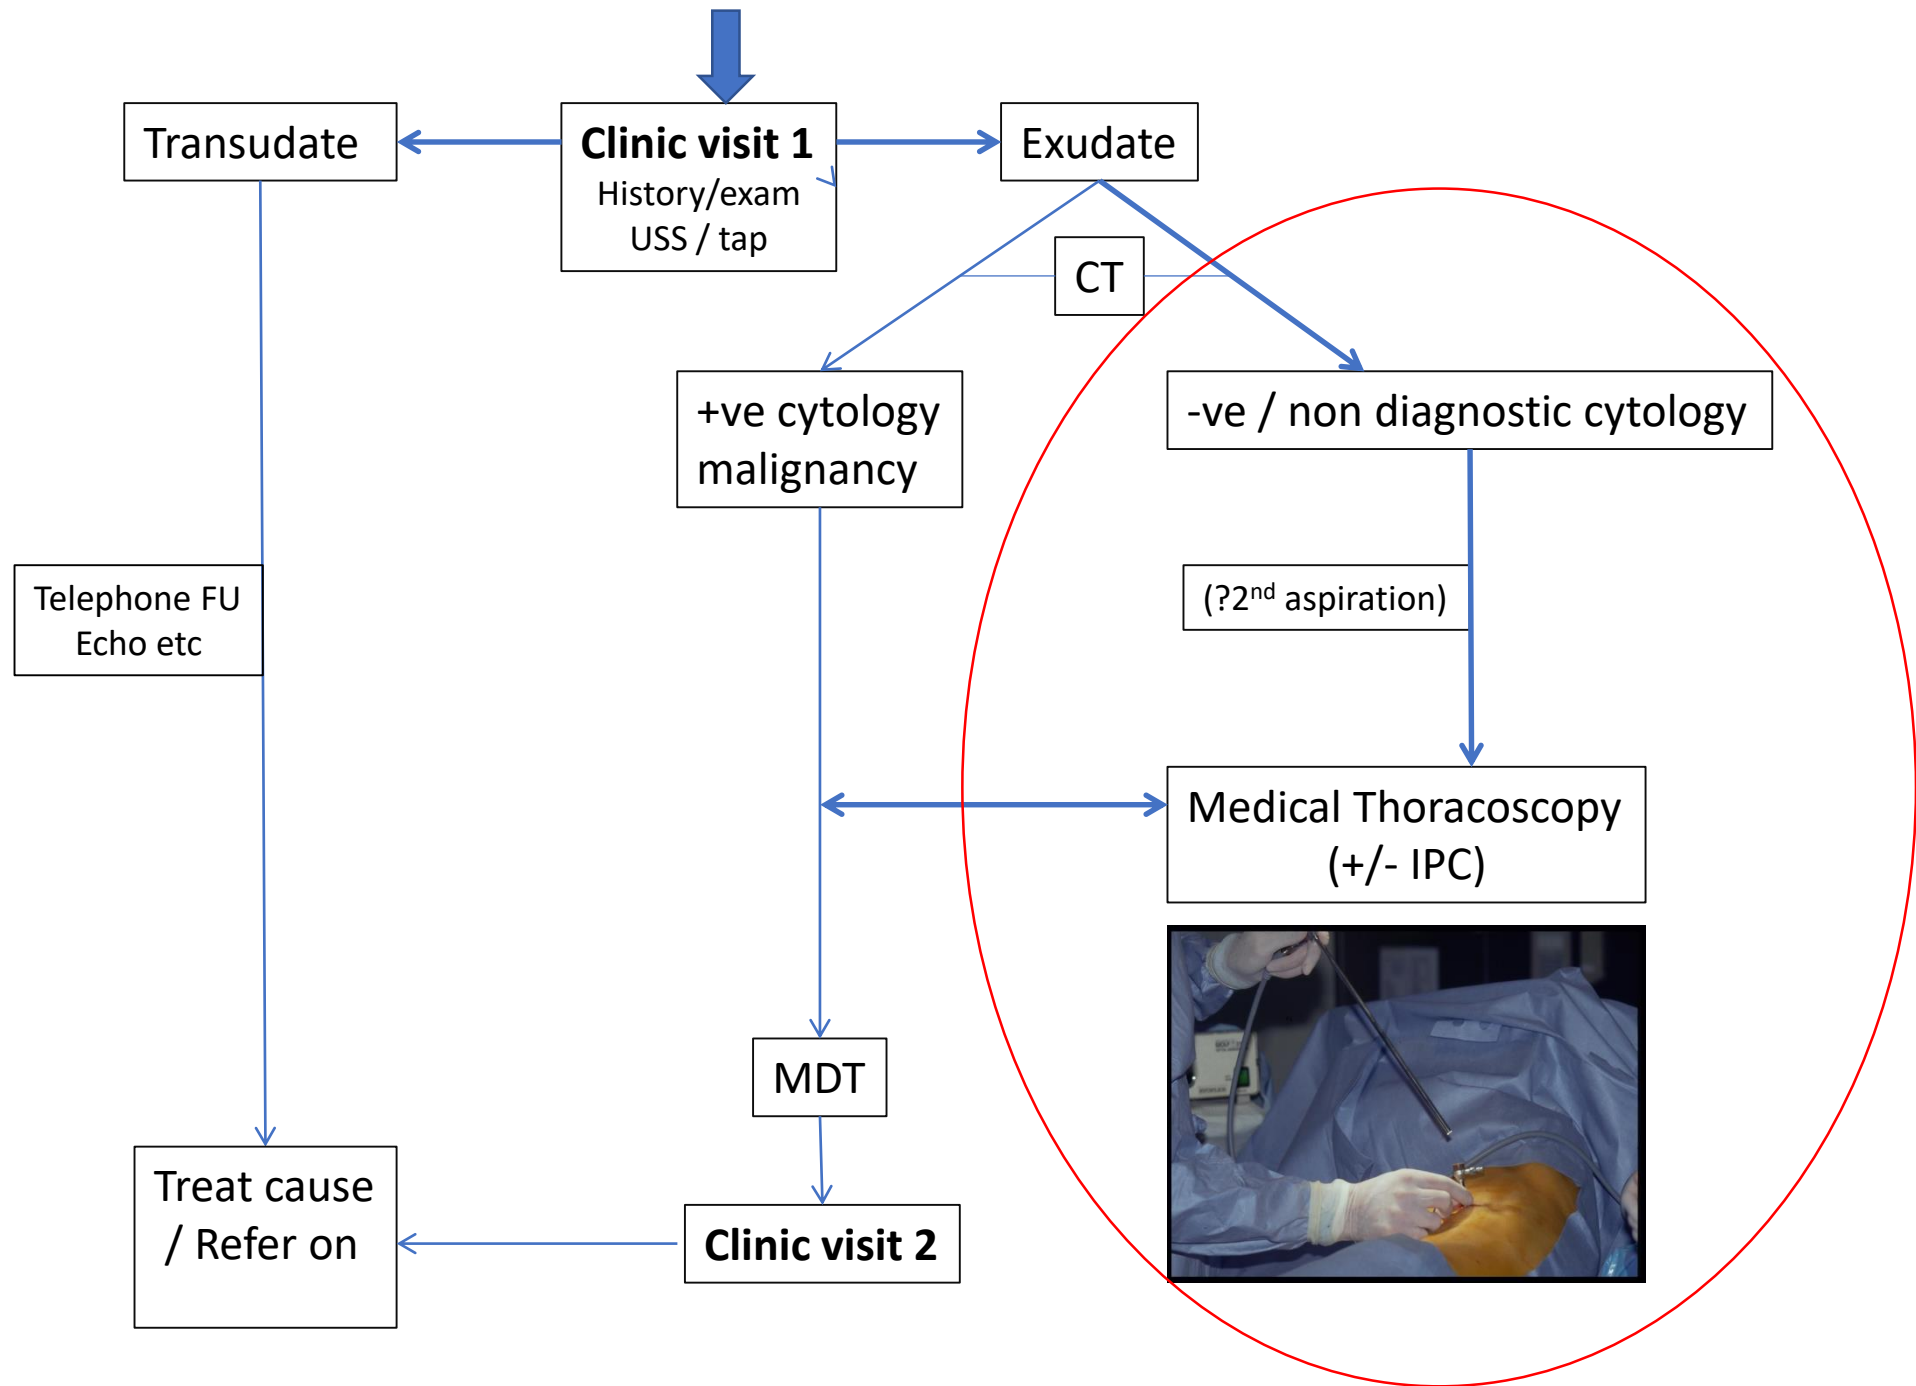 Transudate
Clinic visit 1
History/exam
USS / tap
Exudate
CT
+ve cytology
malignancy
-ve / non diagnostic cytology
Telephone FU
Echo etc
(?2nd aspiration)
Medical Thoracoscopy
(+/- IPC)
MDT
Treat cause
/ Refer on
Clinic visit 2